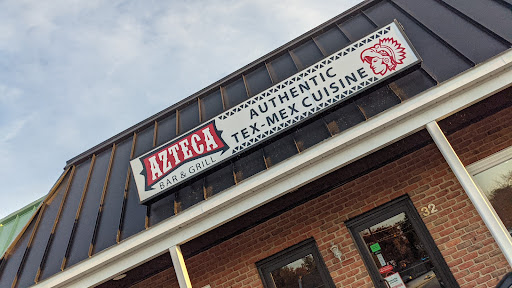 AZTECA
BAR & GRILL
AUTHENTIC
TEX-MEX CUISINE
32